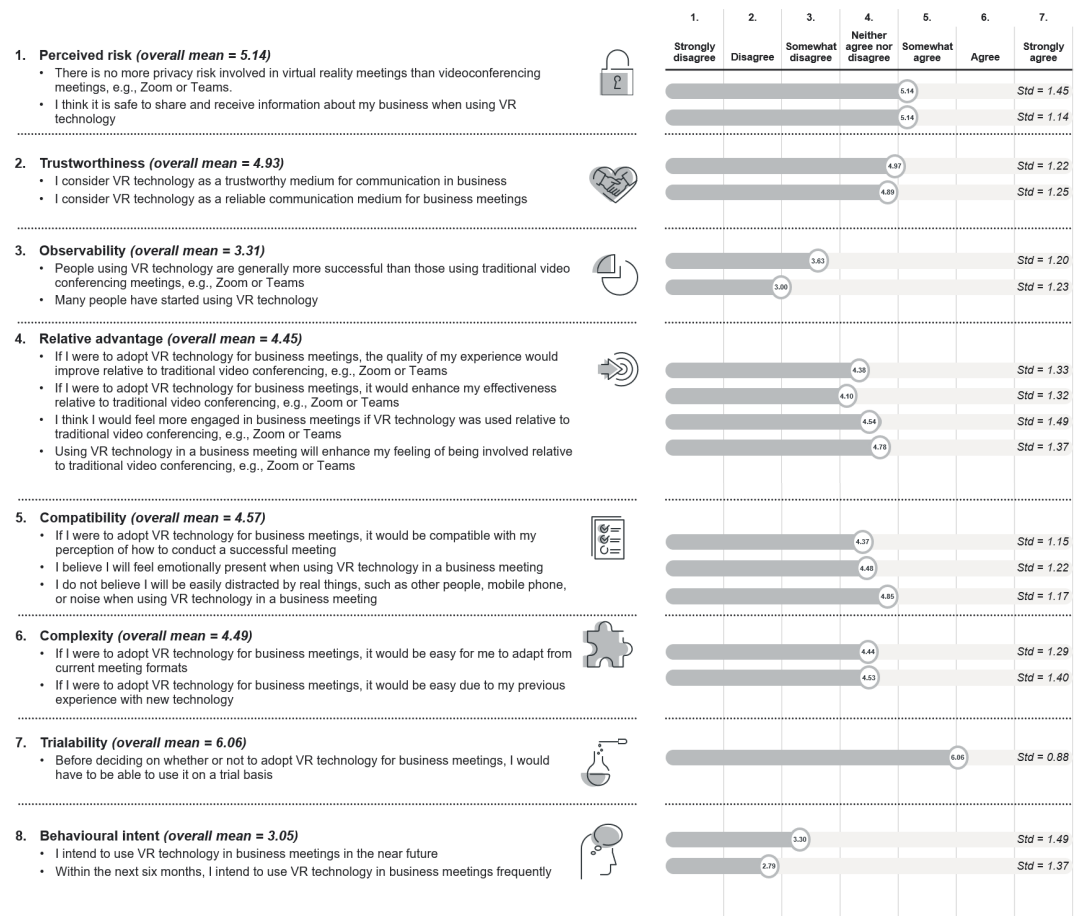 1. 2. 3. 4. 5. 6. 7.
Strongly disagree Disagree Somewhat disagree Neither agree nor disagree Somewhat agree Agree Strongly agree
1. Perceived risk (overall mean = 5.14)
• There is no more privacy risk involved in virtual reality meetings than videoconferencing
meetings, e.g., Zoom or Teams.
• I think it is safe to share and receive information about my business when using VR
technology
£
5.14 Std = 1.45
5.14 Std = 1.14
2. Trustworthiness (overall mean = 4.93)
• I consider VR technology as a trustworthy medium for communication in business
• I consider VR technology as a reliable communication medium for business meetings
4.97 Std = 1.22
4.89 Std = 1.25
3. Observability (overall mean = 3.31)
• People using VR technology are generally more successful than those using traditional video
conferencing meetings, e.g., Zoom or Teams
• Many people have started using VR technology
3.63 Std = 1.20
3.00 Std = 1.23
4. Relative advantage (overall mean = 4.45)
• If I were to adopt VR technology for business meetings, the quality of my experience would
improve relative to traditional video conferencing, e.g., Zoom or Teams
• If I were to adopt VR technology for business meetings, it would enhance my effectiveness
relative to traditional video conferencing, e.g., Zoom or Teams
• I think I would feel more engaged in business meetings if VR technology was used relative to
traditional video conferencing, e.g., Zoom or Teams
• Using VR technology in a business meeting will enhance my feeling of being involved relative
to traditional video conferencing, e.g., Zoom or Teams
4.38 Std = 1.33
4.10 Std = 1.32
4.54 Std = 1.49
4.78 Std = 1.37
5. Compatibility (overall mean = 4.57)
• If I were to adopt VR technology for business meetings, it would be compatible with my
perception of how to conduct a successful meeting
• I believe I will feel emotionally present when using VR technology in a business meeting
• I do not believe I will be easily distracted by real things, such as other people, mobile phone,
or noise when using VR technology in a business meeting
4.37 Std = 1.15
4.48 Std = 1.22
4.85 Std = 1.17
6. Complexity (overall mean = 4.49)
• If I were to adopt VR technology for business meetings, it would be easy for me to adapt from
current meeting formats
• If I were to adopt VR technology for business meetings, it would be easy due to my previous
experience with new technology
4.44 Std = 1.29
4.53 Std = 1.40
7. Trialability (overall mean = 6.06)
• Before deciding on whether or not to adopt VR technology for business meetings, I would
have to be able to use it on a trial basis
6.06 Std = 0.88
8. Behavioural intent (overall mean = 3.05)
• I intend to use VR technology in business meetings in the near future
• Within the next six months, I intend to use VR technology in business meetings frequently
3.30 Std = 1.49
2.79 Std = 1.37